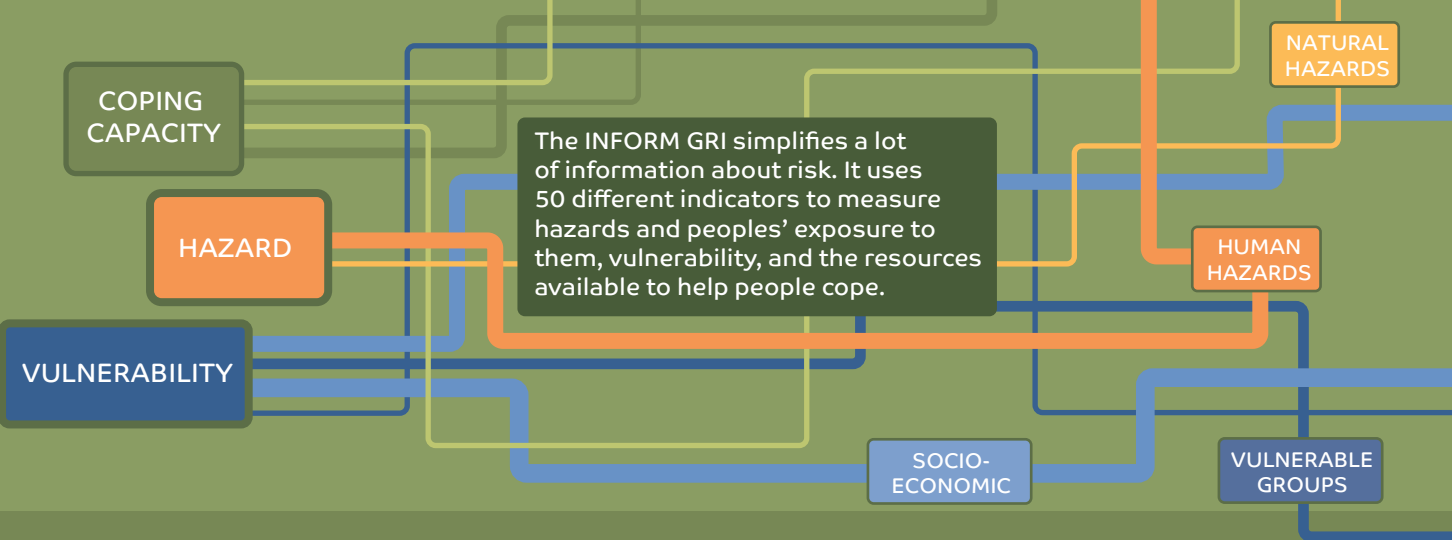 NATURAL
HAZARDS
COPING
CAPACITY
The INFORM GRI simplifies a lot
of information about risk. It uses
50 different indicators to measure
hazards and peoples’ exposure to
them, vulnerability, and the resources
available to help people cope.
HAZARD
HUMAN
HAZARDS
VULNERABILITY
SOCIO-
ECONOMIC
VULNERABLE
GROUPS